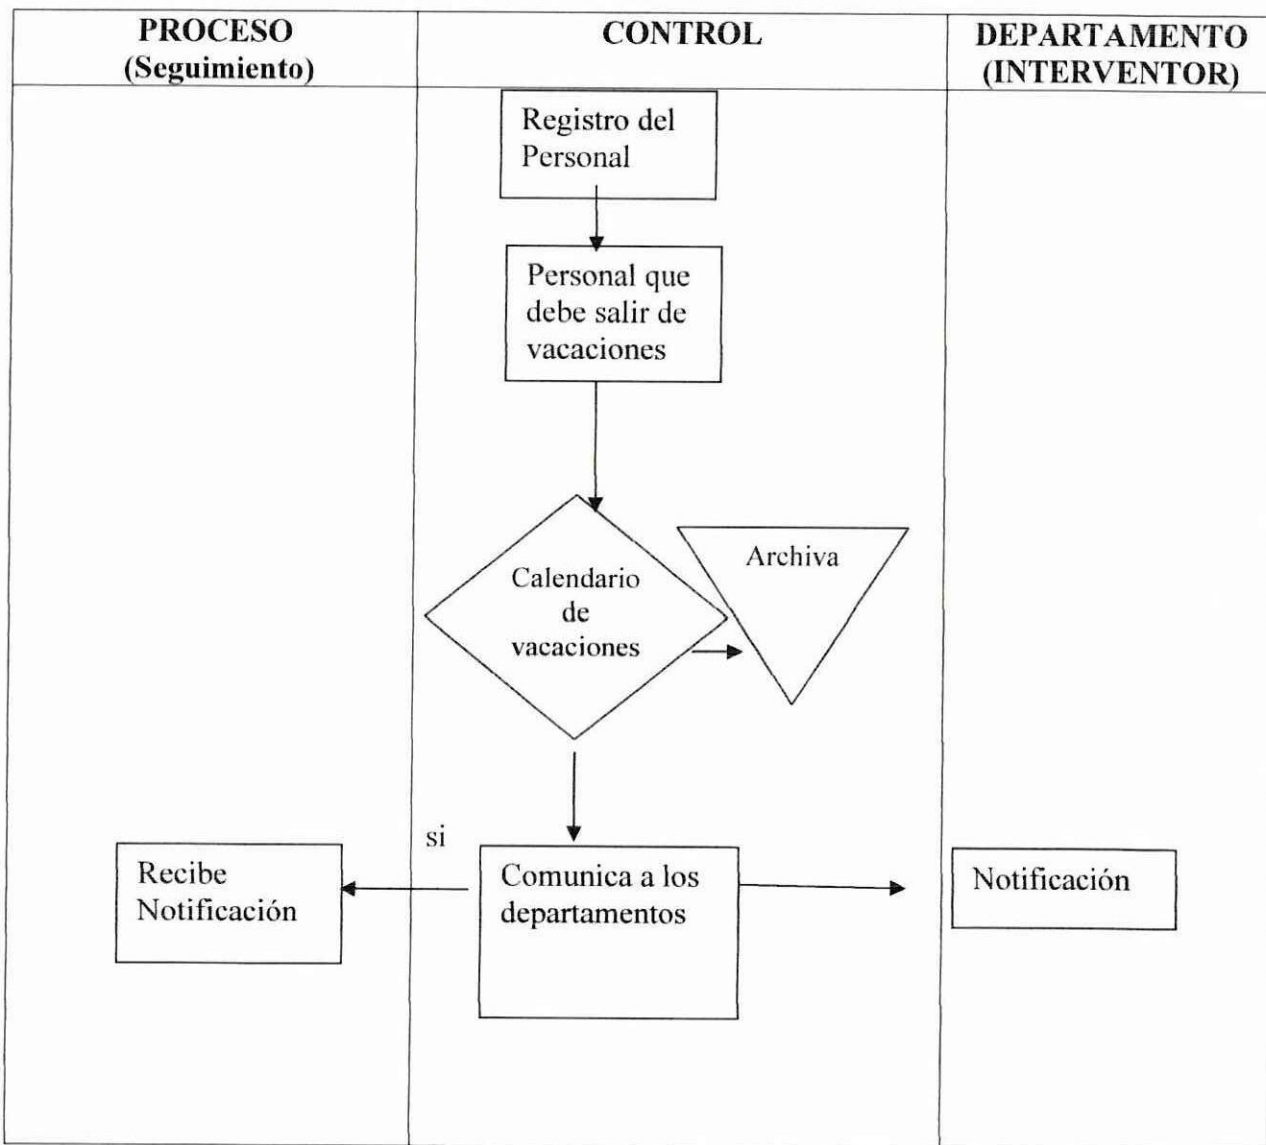 PROCESO
(Seguimiento)
CONTROL
DEPARTAMENTO
(INTERVENTOR)
Registro del
Personal
Personal que
debe salir de
vacaciones
Calendario
de
vacaciones
Archiva
si
Recibe
Notificación
Comunica a los
departamentos
Notificación